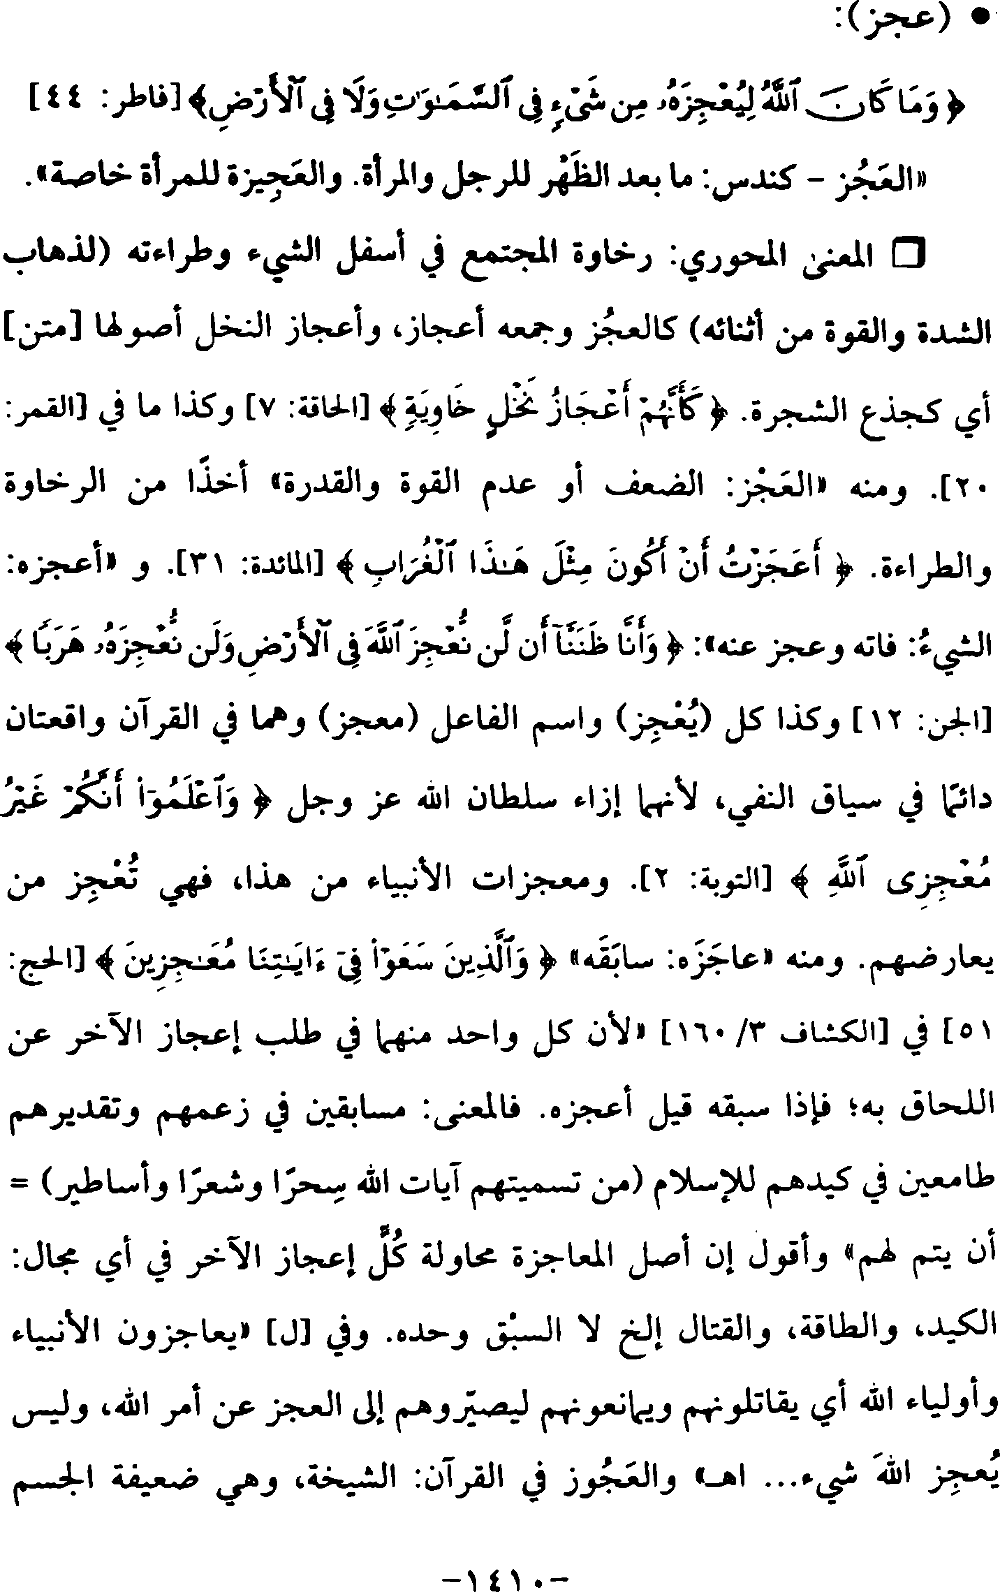 • (عجز):
﴿ وَمَا كَانَ ٱللَّهُ لِيُعْجِزَهُۥ مِن شَىْءٍ فِى ٱلسَّمَـٰوَٰتِ وَلَا فِى ٱلْأَرْضِ﴾ [فاطر: ٤٤]
«العَجُز - كندس: ما بعد الظَهْر للرجل والمرأة. والعَجِيزة للمرأة خاصة».
□ المعنى المحوري: رخاوة المجتمع في أسفل الشيء وطراءته (لذهاب
الشدة والقوة من أثنائه) كالعجُز وجمعه أعجاز، وأعجاز النخل أصولها [متن]
أي كجذع الشجرة. ﴿ كَأَنَّهُمْ أَعْجَازُ نَخْلٍ خَاوِيَةٍ ﴾ [الحاقة: ٧] وكذا ما في [القمر:
٢٠]. ومنه «العَجْز: الضعف أو عدم القوة والقدرة» أخذًا من الرخاوة
والطراءة. ﴿ أَعَجَزْتُ أَنْ أَكُونَ مِثْلَ هَـٰذَا ٱلْغُرَابِ ﴾ [المائدة: ٣١]. و «أعجزه:
الشيءُ: فاته وعجز عنه»: ﴿ وَأَنَّا ظَنَنَّآ أَن لَّن نُّعْجِزَ ٱللَّهَ فِى ٱلْأَرْضِ وَلَن نُّعْجِزَهُۥ هَرَبًا ﴾
[الجن: ١٢] وكذا كل (يُعْجِز) واسم الفاعل (معجز) وهما في القرآن واقعتان
دائمًا في سياق النفي، لأنهما إزاء سلطان الله عز وجل ﴿ وَٱعْلَمُوٓا۟ أَنَّكُمْ غَيْرُ
مُعْجِزِى ٱللَّهِ ﴾ [التوبة: ٢]. ومعجزات الأنبياء من هذا، فهي تُعْجِز من
يعارضهم. ومنه «عاجَزَه: سابَقَه» ﴿ وَٱلَّذِينَ سَعَوْا۟ فِىٓ ءَايَـٰتِنَا مُعَـٰجِزِينَ ﴾ [الحج:
٥١] في [الكشاف ٣/ ١٦٠] «لأن كل واحد منهما في طلب إعجاز الآخر عن
اللحاق به؛ فإذا سبقه قيل أعجزه. فالمعنى: مسابقين في زعمهم وتقديرهم
طامعين في كيدهم للإسلام (من تسميتهم آيات الله سِحرًا وشعرًا وأساطير) =
أن يتم لهم» وأقول إن أصل المعاجزة محاولة كُلٍّ إعجاز الآخر في أي مجال:
الكيد، والطاقة، والقتال إلخ لا السبْق وحده. وفي [ل] «يعاجزون الأنبياء
وأولياء الله أي يقاتلونهم ويمانعونهم ليصيّروهم إلى العجز عن أمر الله، وليس
يُعجِز اللهَ شيء... اهـ» والعَجُوز في القرآن: الشيخة، وهي ضعيفة الجسم
-١٤١٠-